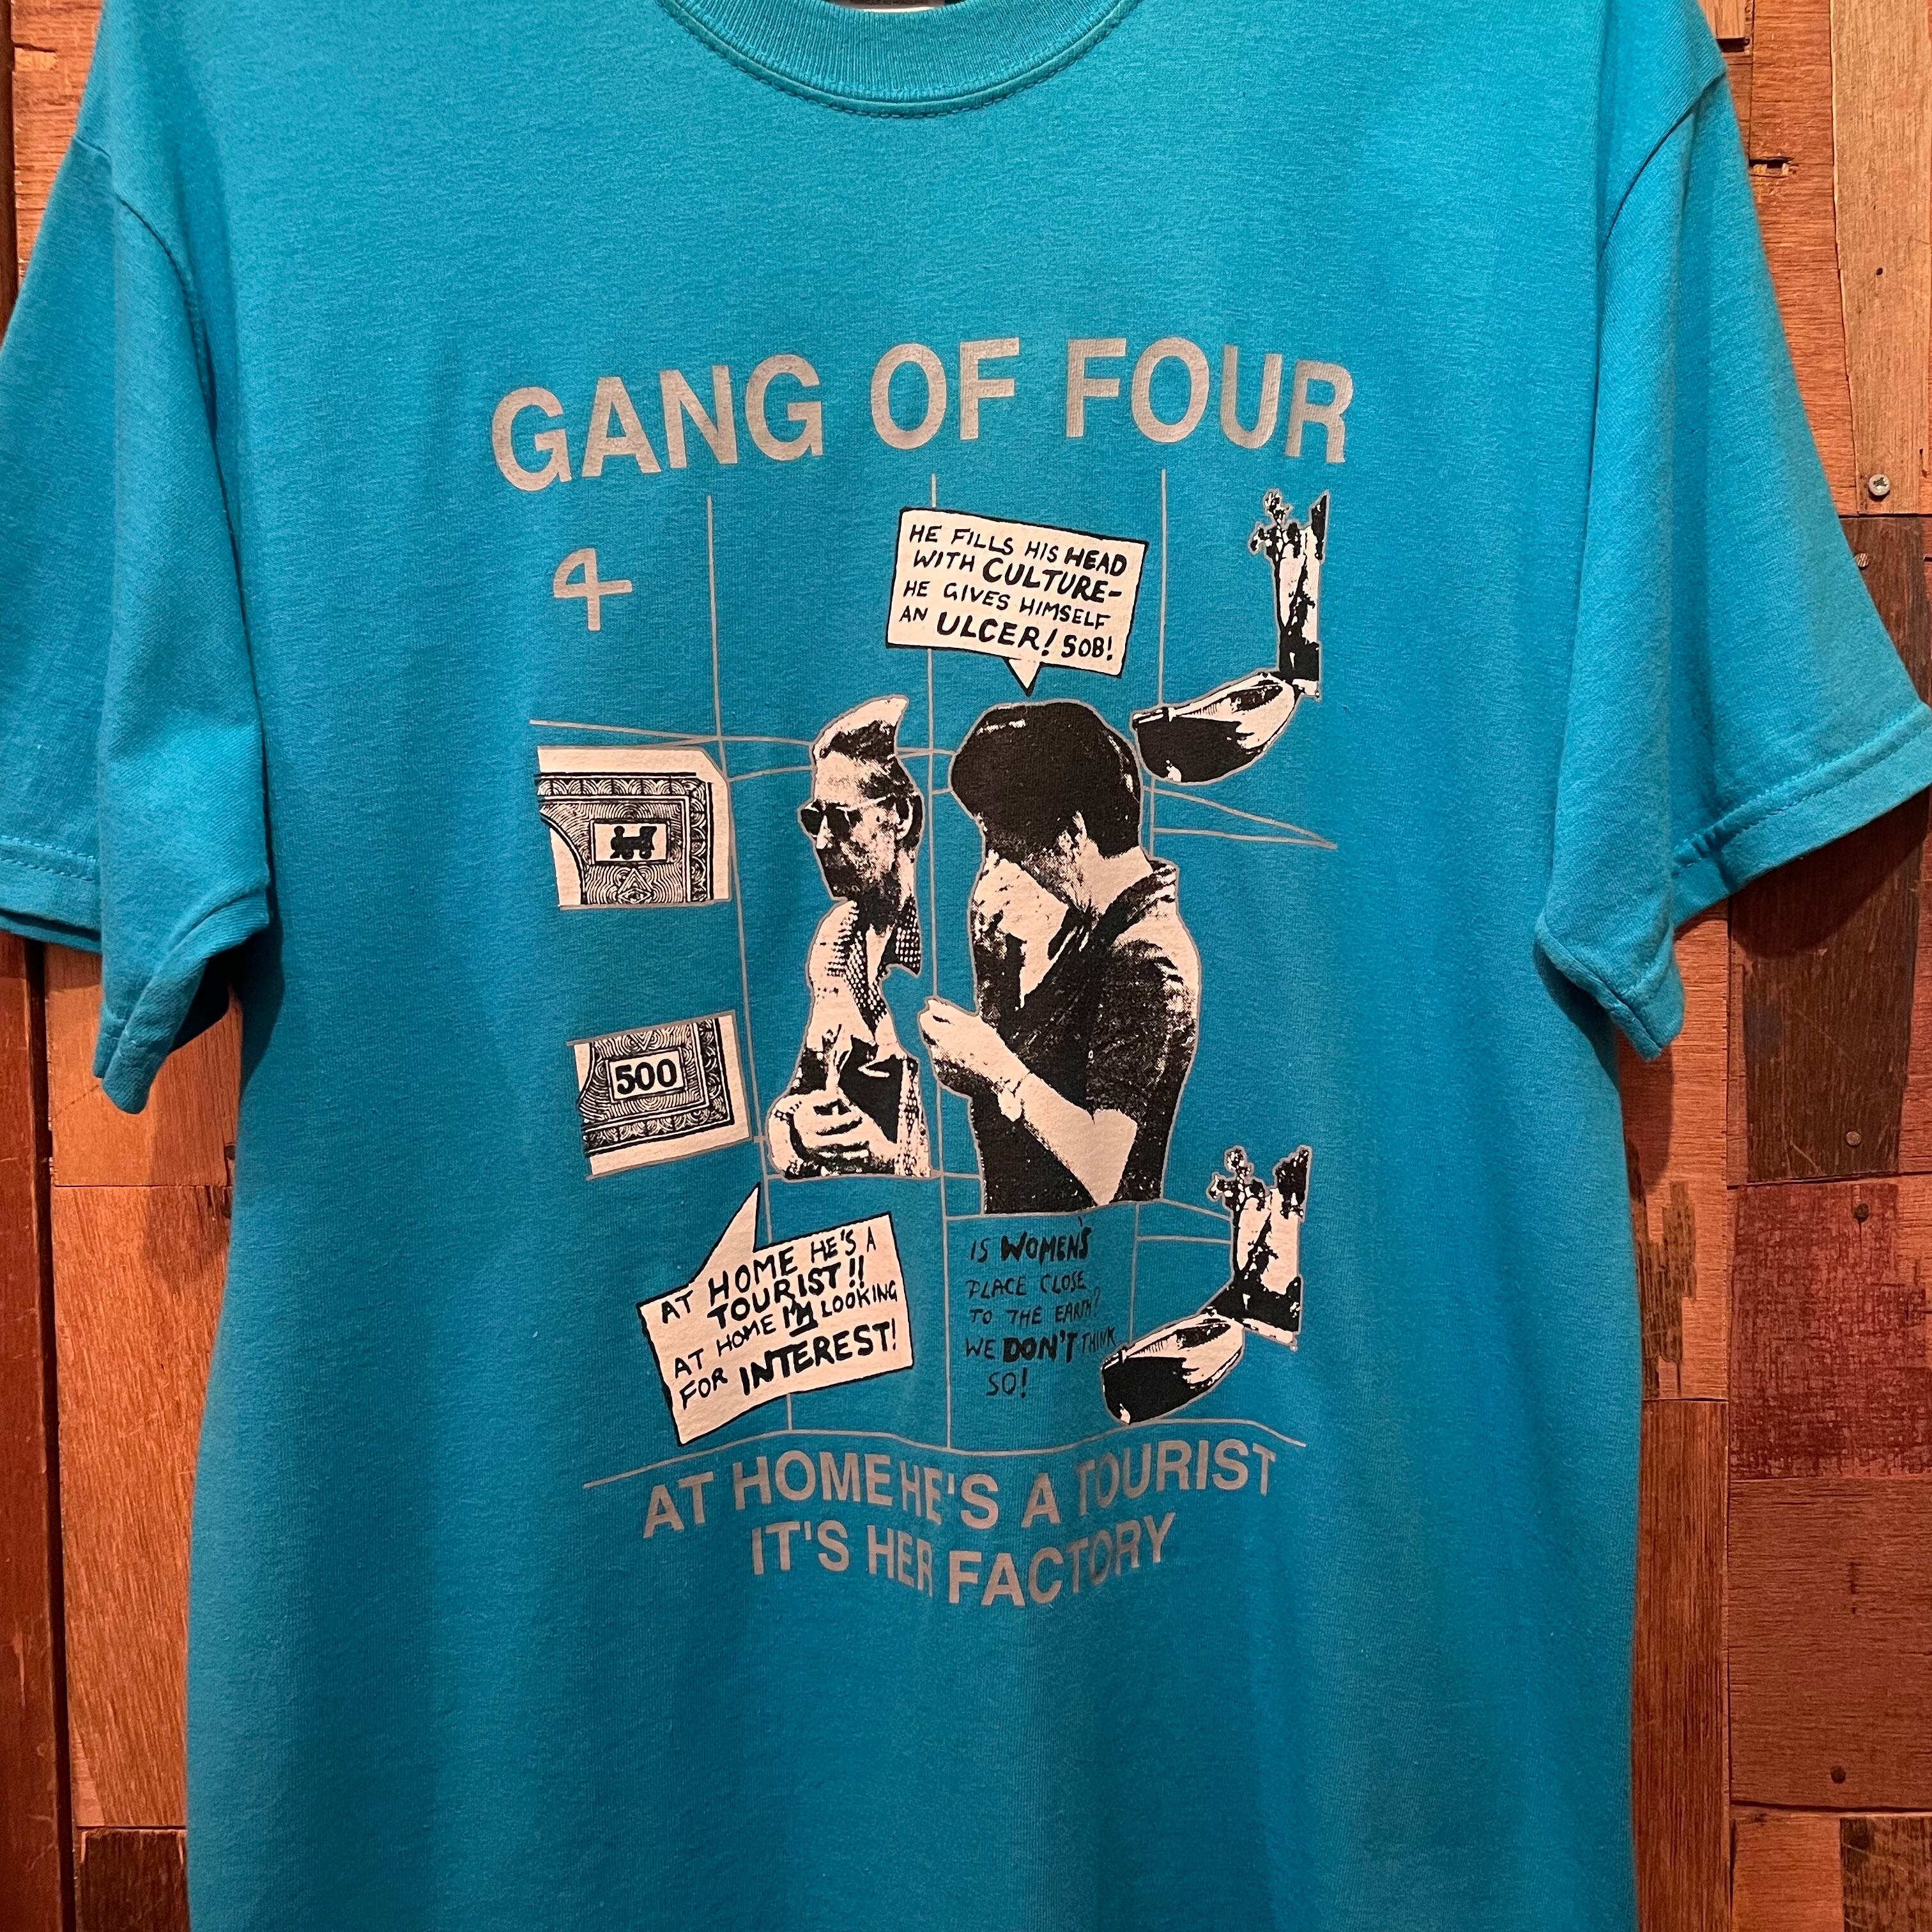 GANG OF FOUR
4
HE FILLS HIS HEAD
WITH CULTURE-
HE GIVES HIMSELF
AN ULCER! SOB!
500
AT HOME HE'S A
TOURIST!!
AT HOME I'M LOOKING
FOR INTEREST!
IS WOMEN'S
PLACE CLOSE
TO THE EARTH?
WE DON'T THINK
SO!
AT HOME HE'S A TOURIST
IT'S HER FACTORY